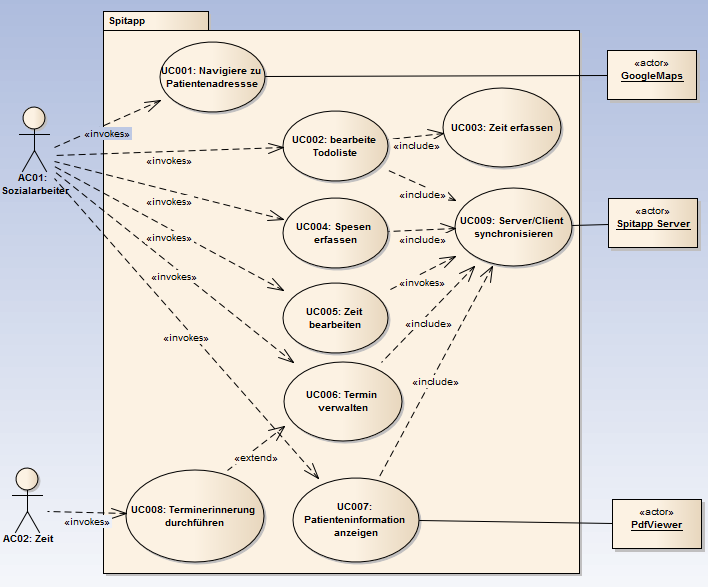 Spitapp
UC001: Navigiere zu
Patientenadressse
«actor»
GoogleMaps
«invokes»
UC002: bearbeite
Todoliste
«include»
UC003: Zeit erfassen
«invokes»
AC01:
Sozialarbeiter
«include»
«invokes»
UC004: Spesen
erfassen
«include»
UC009: Server/Client
synchronisieren
«actor»
Spitapp Server
«invokes»
«invokes»
UC005: Zeit
bearbeiten
«invokes»
«include»
«invokes»
UC006: Termin
verwalten
«include»
«extend»
AC02: Zeit
«invokes»
UC008: Terminerinnerung
durchführen
UC007:
Patienteninformation
anzeigen
«actor»
PdfViewer